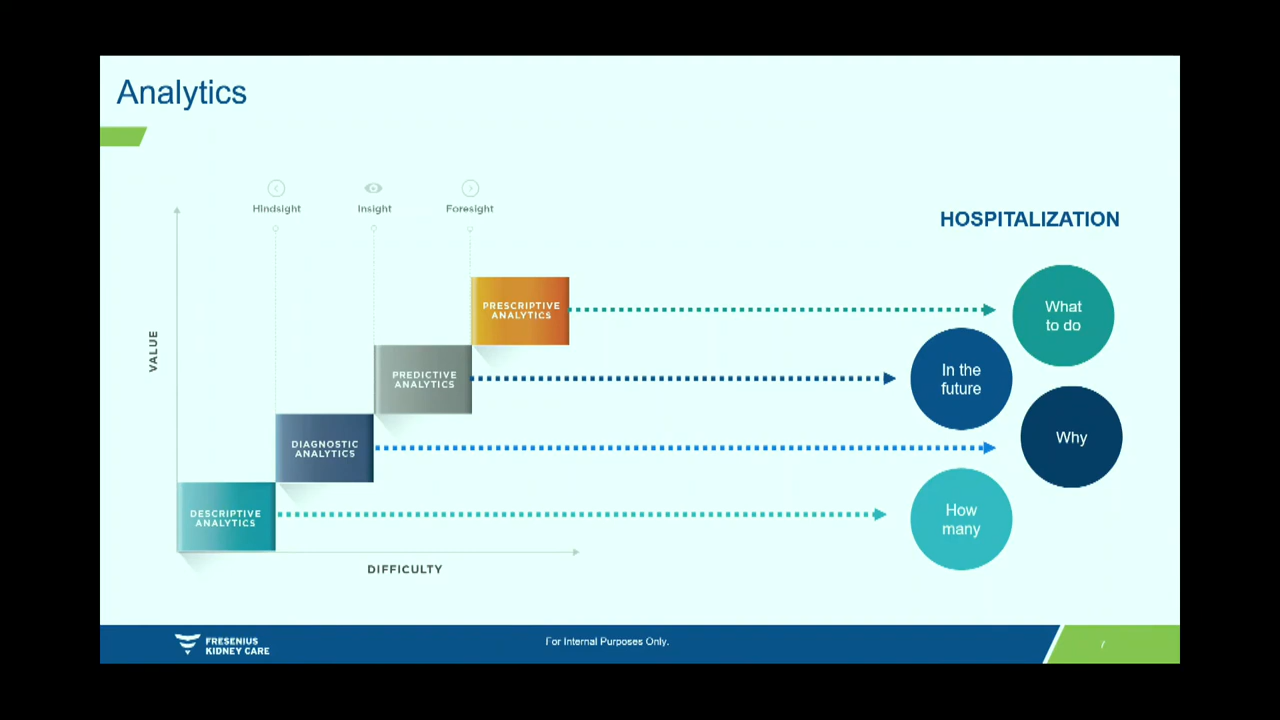 Analytics
Hindsight
Insight
Foresight
HOSPITALIZATION
VALUE
PRESCRIPTIVE
ANALYTICS
What
to do
PREDICTIVE
ANALYTICS
In the
future
DIAGNOSTIC
ANALYTICS
Why
DESCRIPTIVE
ANALYTICS
How
many
DIFFICULTY
FRESENIUS
KIDNEY CARE
For Internal Purposes Only.
7